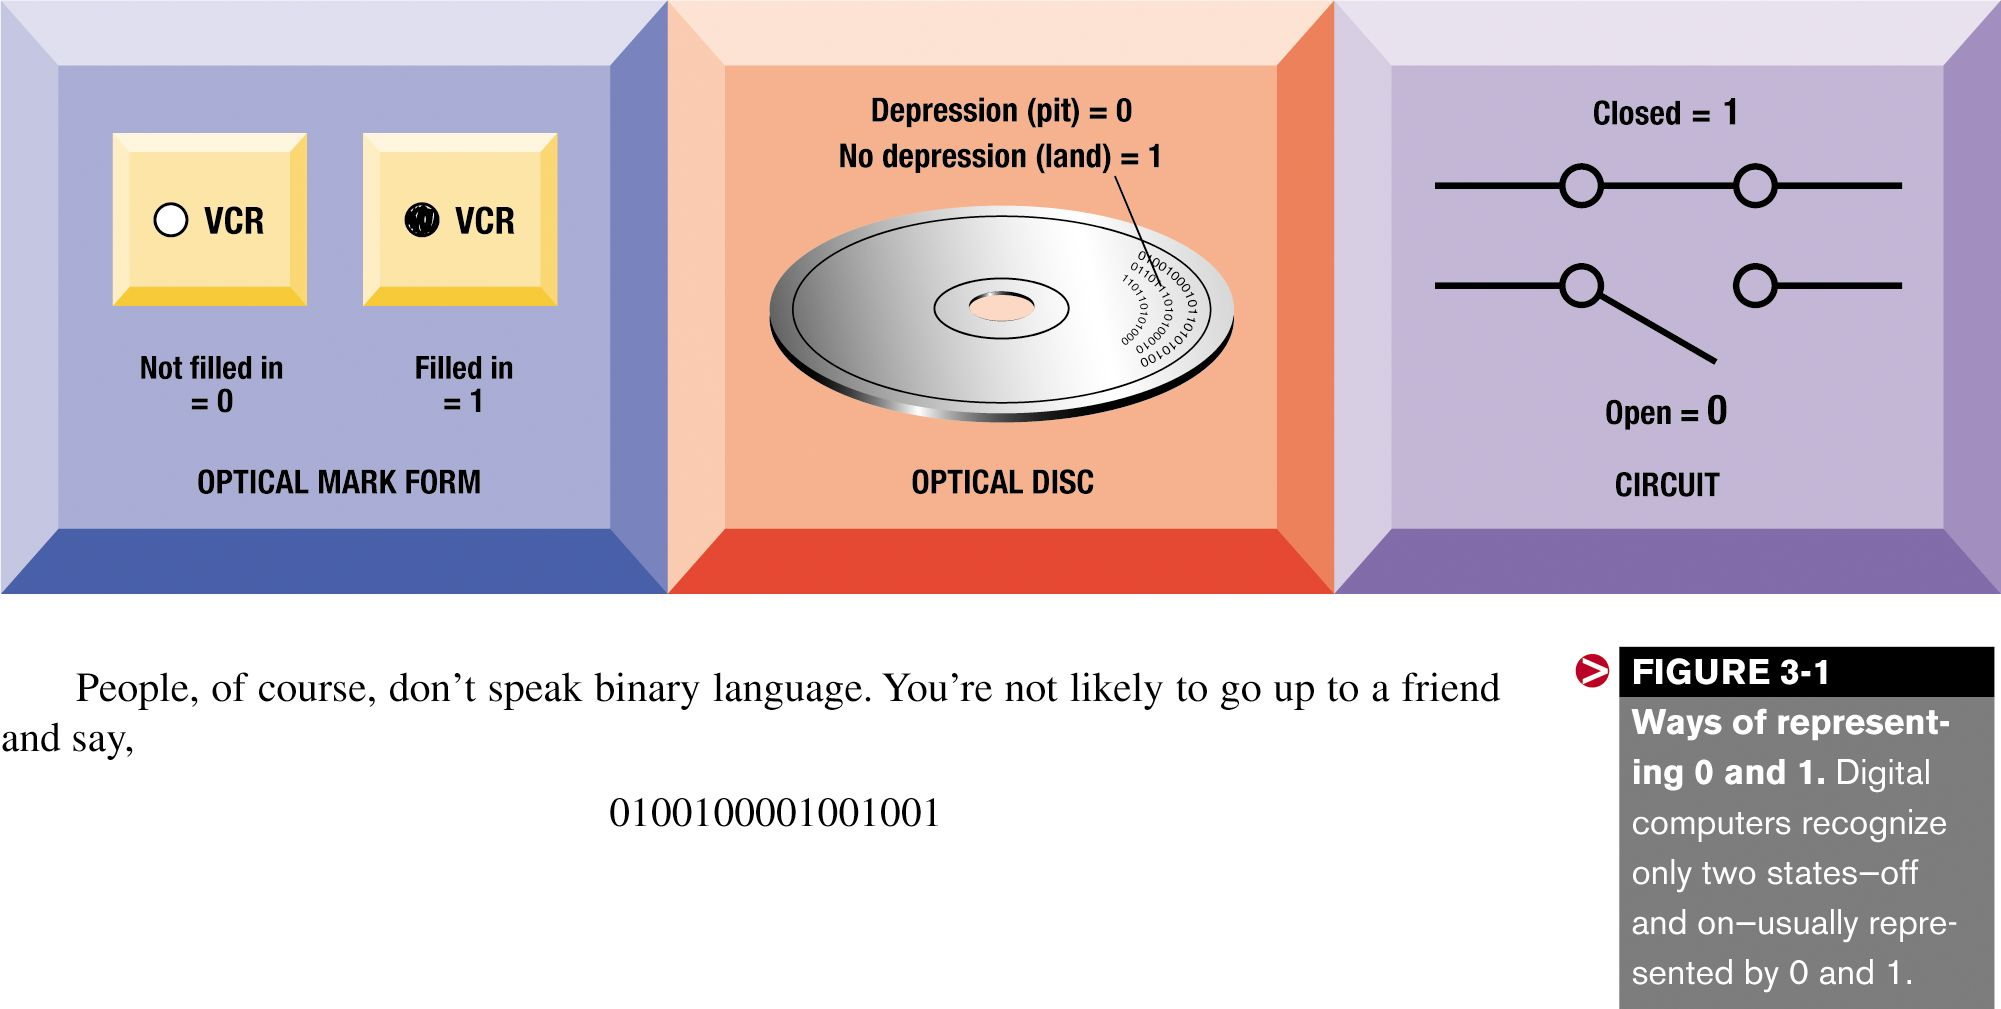 VCR
VCR
Not filled in
= 0
Filled in
= 1
OPTICAL MARK FORM
Depression (pit) = 0
No depression (land) = 1
OPTICAL DISC
Closed = 1
Open = 0
CIRCUIT
People, of course, don’t speak binary language. You’re not likely to go up to a friend
and say,
0100100001001001
FIGURE 3-1
Ways of represent-
ing 0 and 1. Digital
computers recognize
only two states—off
and on—usually repre-
sented by 0 and 1.